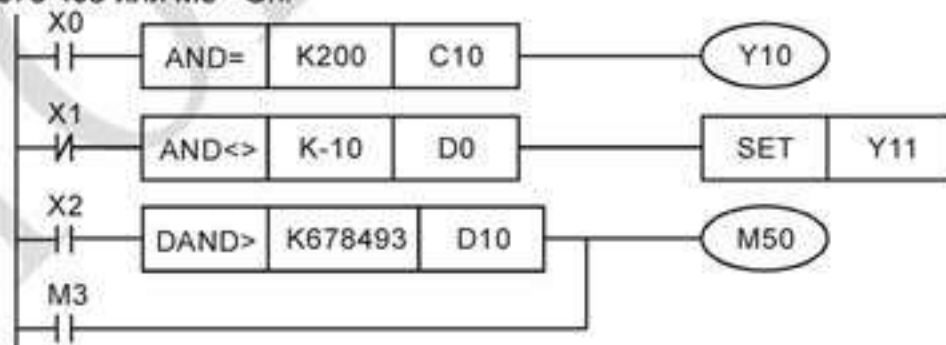 X0
AND= K200 C10 Y10
X1
AND<> K-10 D0 SET Y11
X2
DAND> K678493 D10 M50
M3